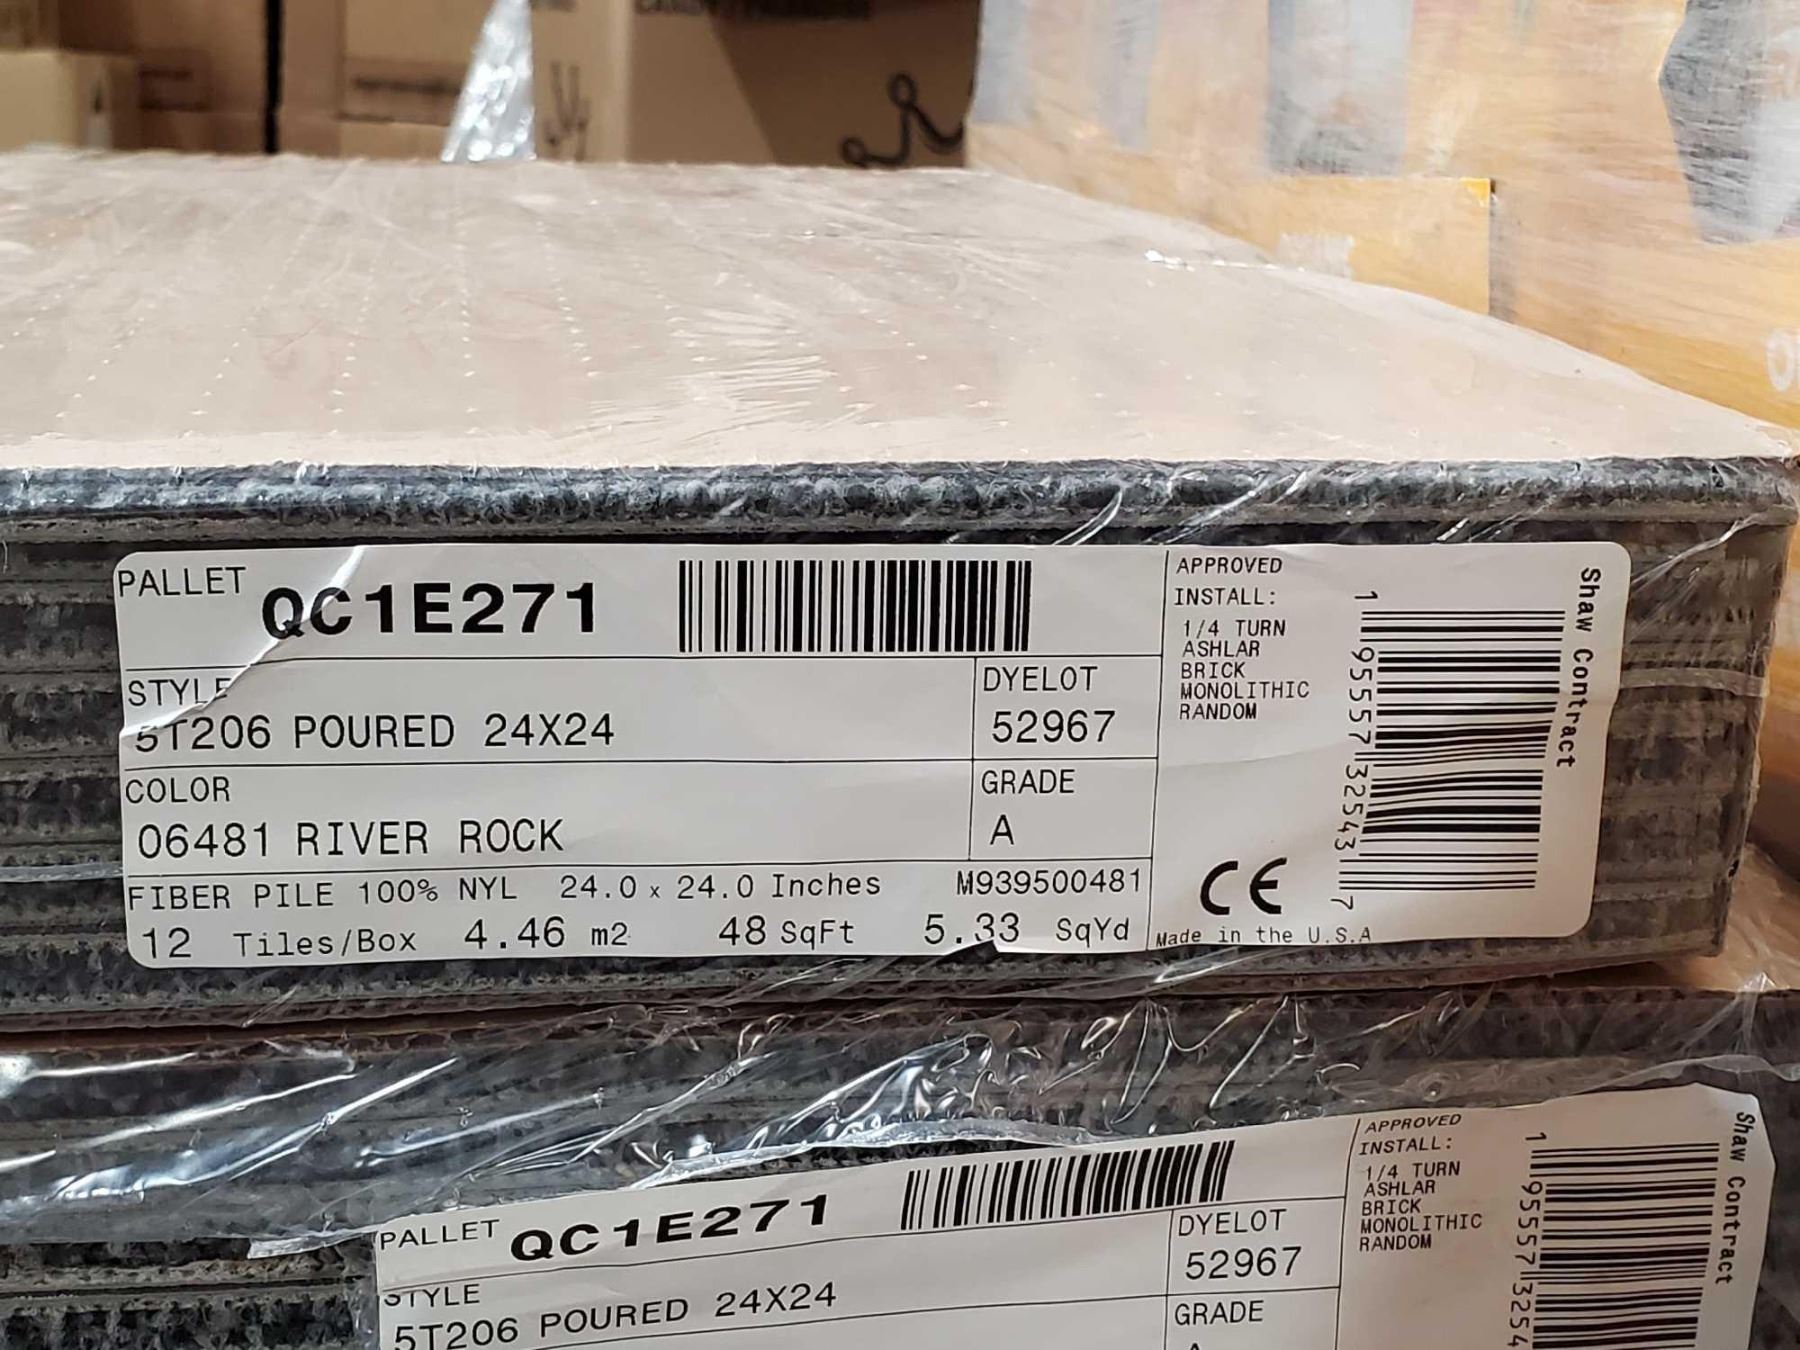 PALLET QC1E271
STYLE
5T206 POURED 24X24
DYELOT
52967
COLOR
06481 RIVER ROCK
GRADE
A
FIBER PILE 100% NYL 24.0 x 24.0 Inches M939500481
12 Tiles/Box 4.46 m2 48 SqFt 5.33 SqYd
APPROVED
INSTALL:
1/4 TURN
ASHLAR
BRICK
MONOLITHIC
RANDOM
CE
Made in the U.S.A
1 95557 32543 7
Shaw Contract
PALLET QC1E271
STYLE
5T206 POURED 24X24
DYELOT
52967
GRADE
APPROVED
INSTALL:
1/4 TURN
ASHLAR
BRICK
MONOLITHIC
RANDOM
1 95557 3254
Shaw Contract